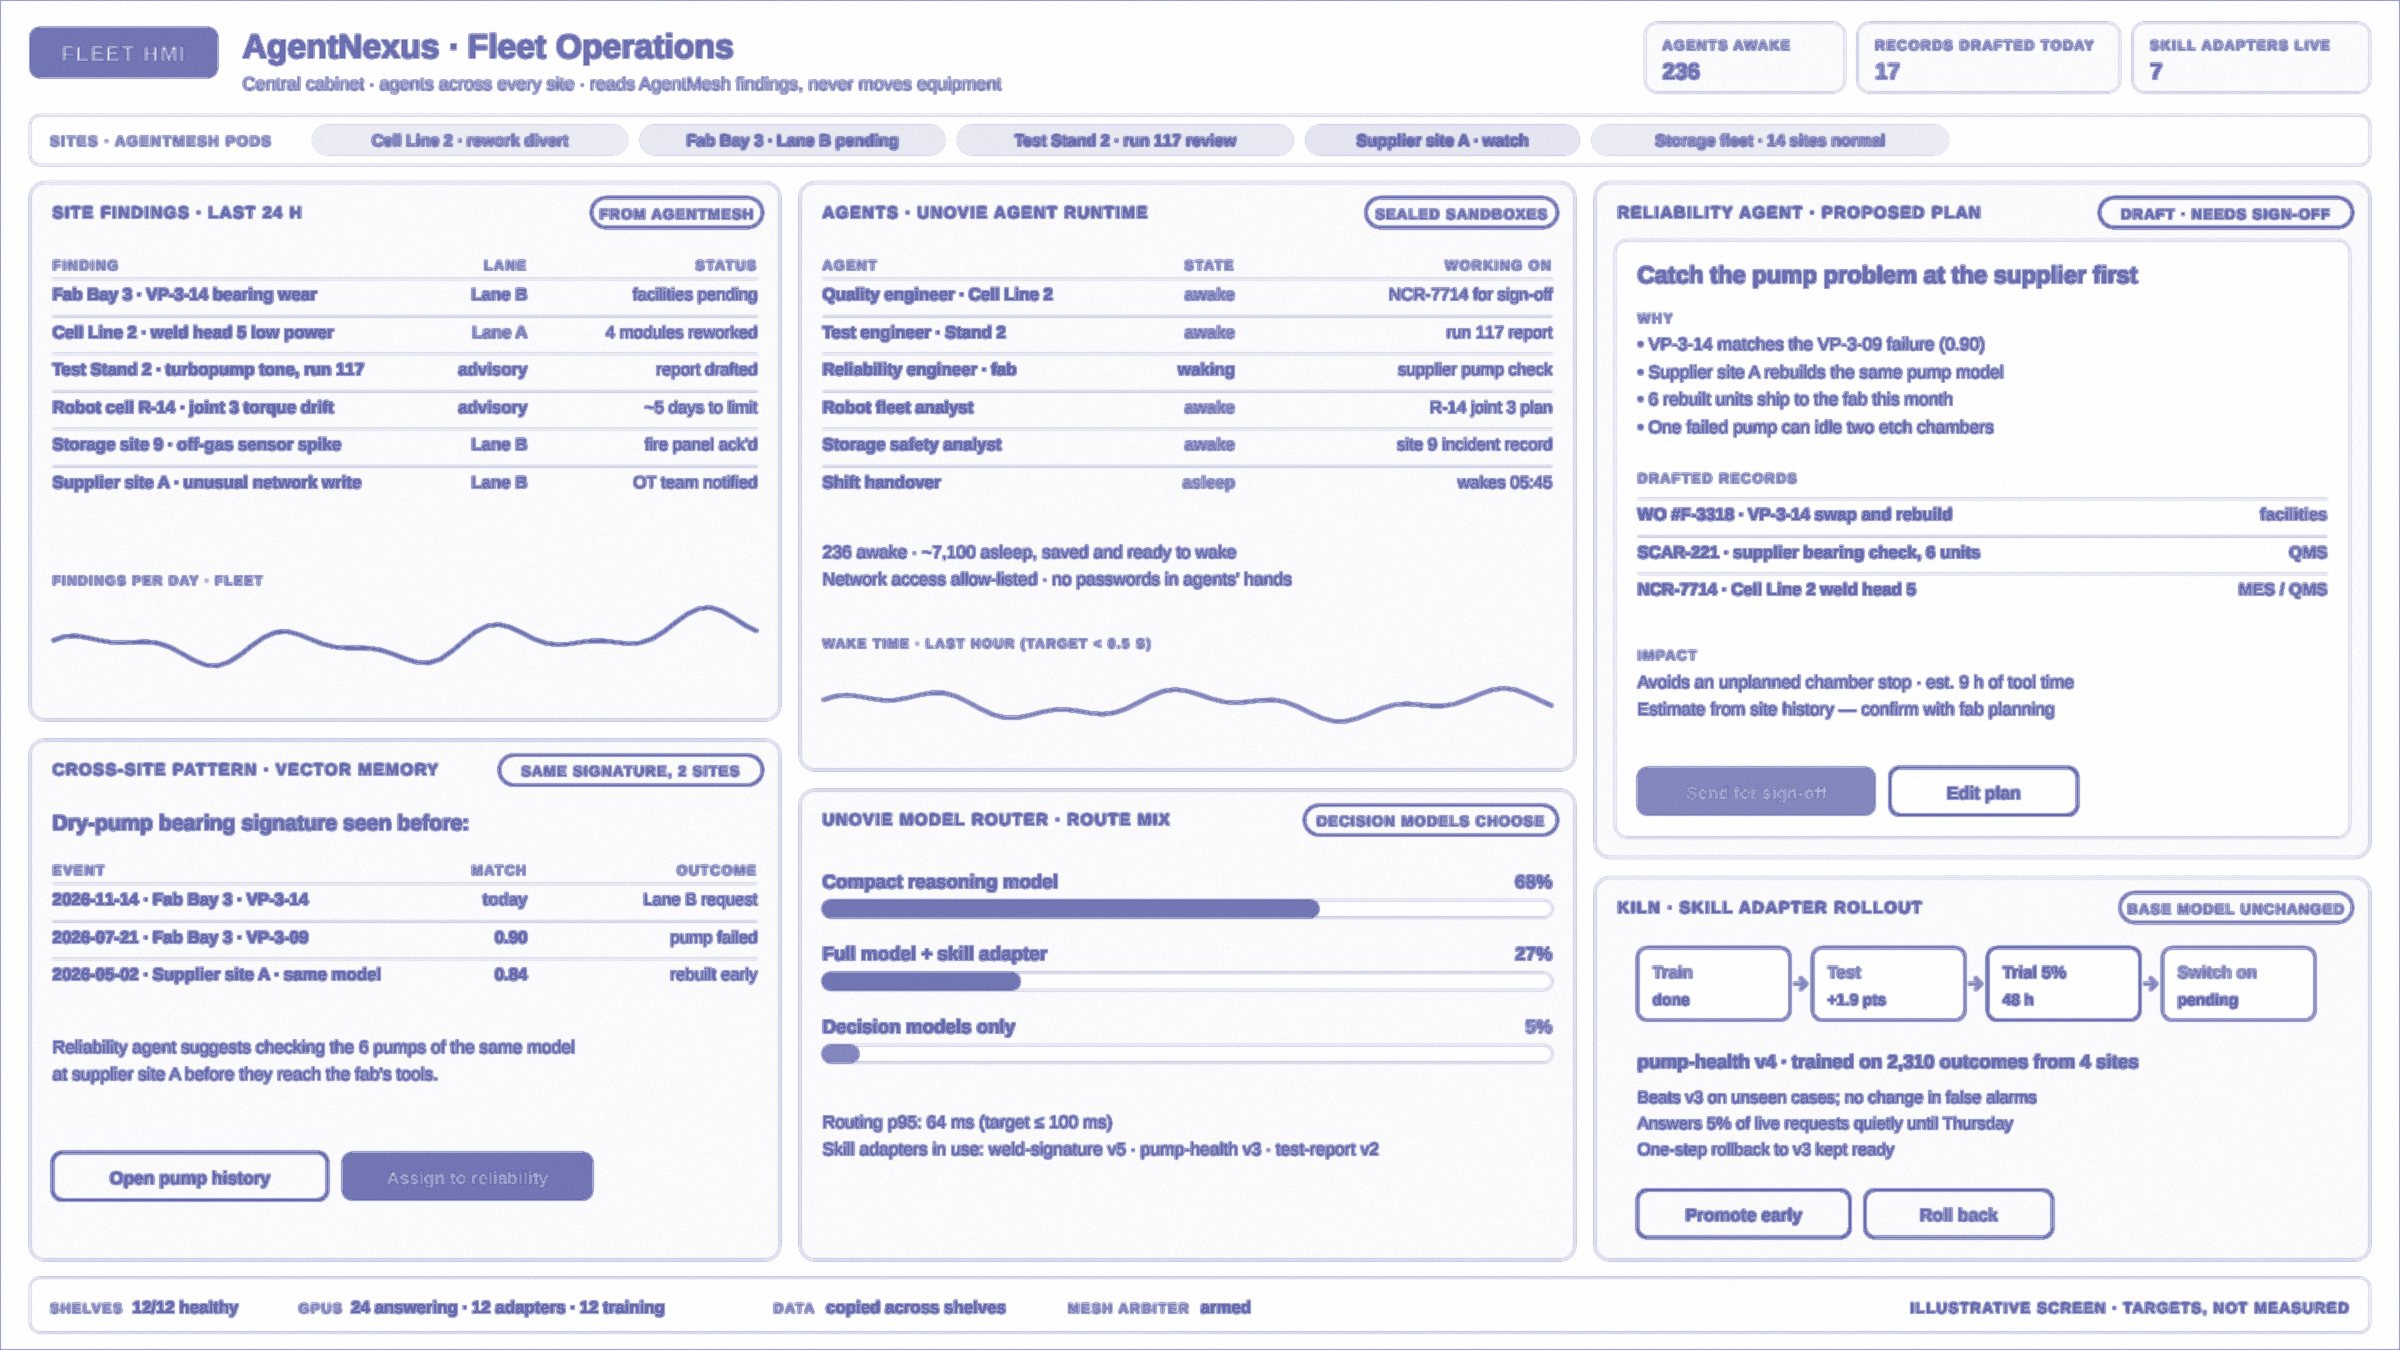 FLEET HMI
AgentNexus · Fleet Operations
Central cabinet · agents across every site · reads AgentMesh findings, never moves equipment
AGENTS AWAKE
236
RECORDS DRAFTED TODAY
17
SKILL ADAPTERS LIVE
7
SITES · AGENTMESH PODS
Cell Line 2 · rework divert
Fab Bay 3 · Lane B pending
Test Stand 2 · run 117 review
Supplier site A · watch
Storage fleet · 14 sites normal
SITE FINDINGS · LAST 24 H
FROM AGENTMESH
FINDING LANE STATUS
Fab Bay 3 · VP-3-14 bearing wear Lane B facilities pending
Cell Line 2 · weld head 5 low power Lane A 4 modules reworked
Test Stand 2 · turbopump tone, run 117 advisory report drafted
Robot cell R-14 · joint 3 torque drift advisory ~5 days to limit
Storage site 9 · off-gas sensor spike Lane B fire panel ack'd
Supplier site A · unusual network write Lane B OT team notified
FINDINGS PER DAY · FLEET
CROSS-SITE PATTERN · VECTOR MEMORY
SAME SIGNATURE, 2 SITES
Dry-pump bearing signature seen before:
EVENT MATCH OUTCOME
2026-11-14 · Fab Bay 3 · VP-3-14 today Lane B request
2026-07-21 · Fab Bay 3 · VP-3-09 0.90 pump failed
2026-05-02 · Supplier site A · same model 0.84 rebuilt early
Reliability agent suggests checking the 6 pumps of the same model
at supplier site A before they reach the fab's tools.
Open pump history
Assign to reliability
AGENTS · UNOVIE AGENT RUNTIME
SEALED SANDBOXES
AGENT STATE WORKING ON
Quality engineer · Cell Line 2 awake NCR-7714 for sign-off
Test engineer · Stand 2 awake run 117 report
Reliability engineer · fab waking supplier pump check
Robot fleet analyst awake R-14 joint 3 plan
Storage safety analyst awake site 9 incident record
Shift handover asleep wakes 05:45
236 awake · ~7,100 asleep, saved and ready to wake
Network access allow-listed · no passwords in agents' hands
WAKE TIME · LAST HOUR (TARGET < 0.5 S)
UNOVIE MODEL ROUTER · ROUTE MIX
DECISION MODELS CHOOSE
Compact reasoning model 68%
Full model + skill adapter 27%
Decision models only 5%
Routing p95: 64 ms (target ≤ 100 ms)
Skill adapters in use: weld-signature v5 · pump-health v3 · test-report v2
RELIABILITY AGENT · PROPOSED PLAN
DRAFT · NEEDS SIGN-OFF
Catch the pump problem at the supplier first
WHY
• VP-3-14 matches the VP-3-09 failure (0.90)
• Supplier site A rebuilds the same pump model
• 6 rebuilt units ship to the fab this month
• One failed pump can idle two etch chambers
DRAFTED RECORDS
WO #F-3318 · VP-3-14 swap and rebuild facilities
SCAR-221 · supplier bearing check, 6 units QMS
NCR-7714 · Cell Line 2 weld head 5 MES / QMS
IMPACT
Avoids an unplanned chamber stop · est. 9 h of tool time
Estimate from site history — confirm with fab planning
Send for sign-off
Edit plan
KILN · SKILL ADAPTER ROLLOUT
BASE MODEL UNCHANGED
Train
done
Test
+1.9 pts
Trial 5%
48 h
Switch on
pending
pump-health v4 · trained on 2,310 outcomes from 4 sites
Beats v3 on unseen cases; no change in false alarms
Answers 5% of live requests quietly until Thursday
One-step rollback to v3 kept ready
Promote early
Roll back
SHELVES 12/12 healthy
GPUS 24 answering · 12 adapters · 12 training
DATA copied across shelves
MESH ARBITER armed
ILLUSTRATIVE SCREEN · TARGETS, NOT MEASURED